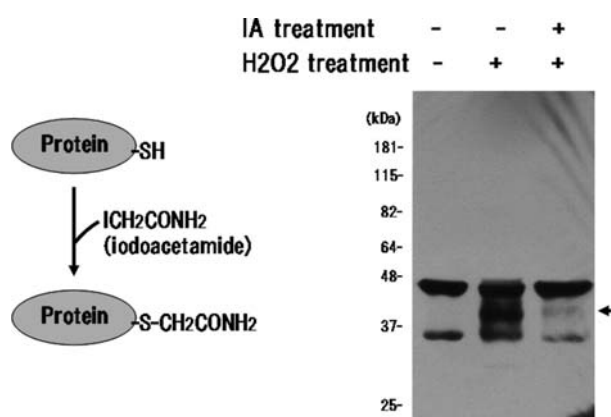 IA treatment - - +
H2O2 treatment - + +
(kDa)
181-
115-
82-
64-
48-
37-
25-
Protein -SH
ICH2CONH2
(iodoacetamide)
Protein -S-CH2CONH2